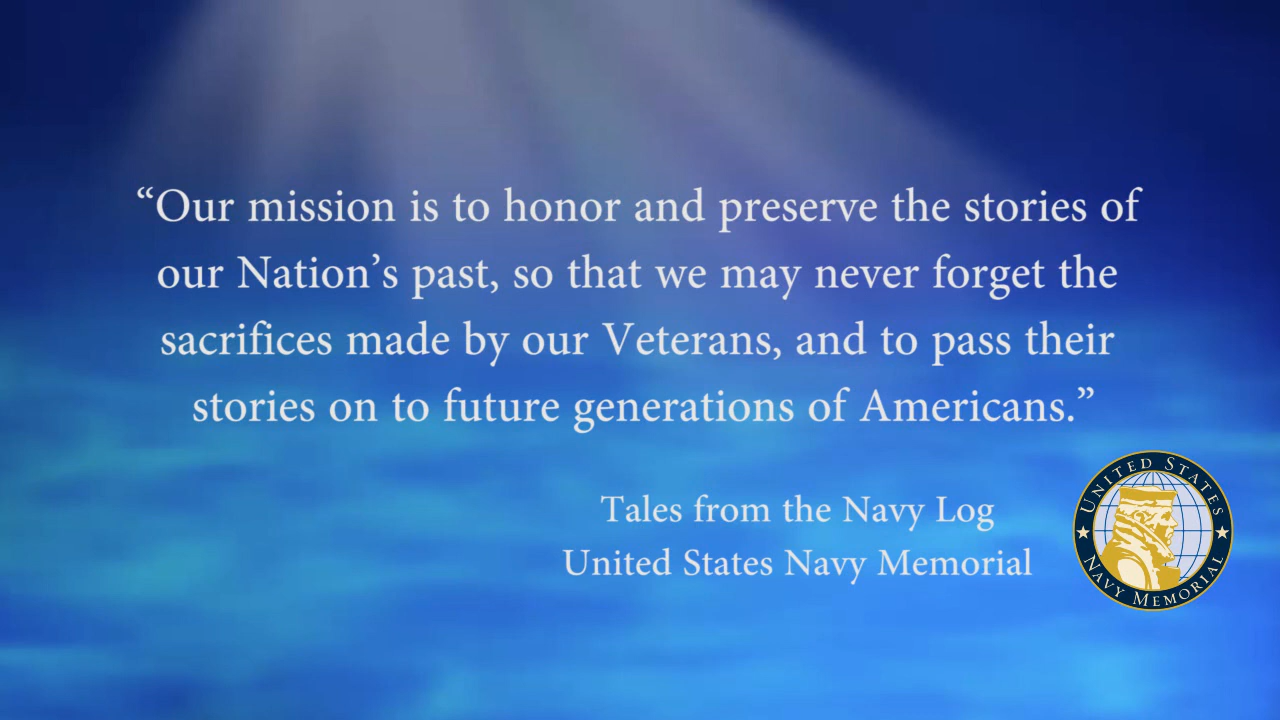 “Our mission is to honor and preserve the stories of
our Nation’s past, so that we may never forget the
sacrifices made by our Veterans, and to pass their
stories on to future generations of Americans.”
Tales from the Navy Log
United States Navy Memorial
UNITED STATES
NAVY MEMORIAL